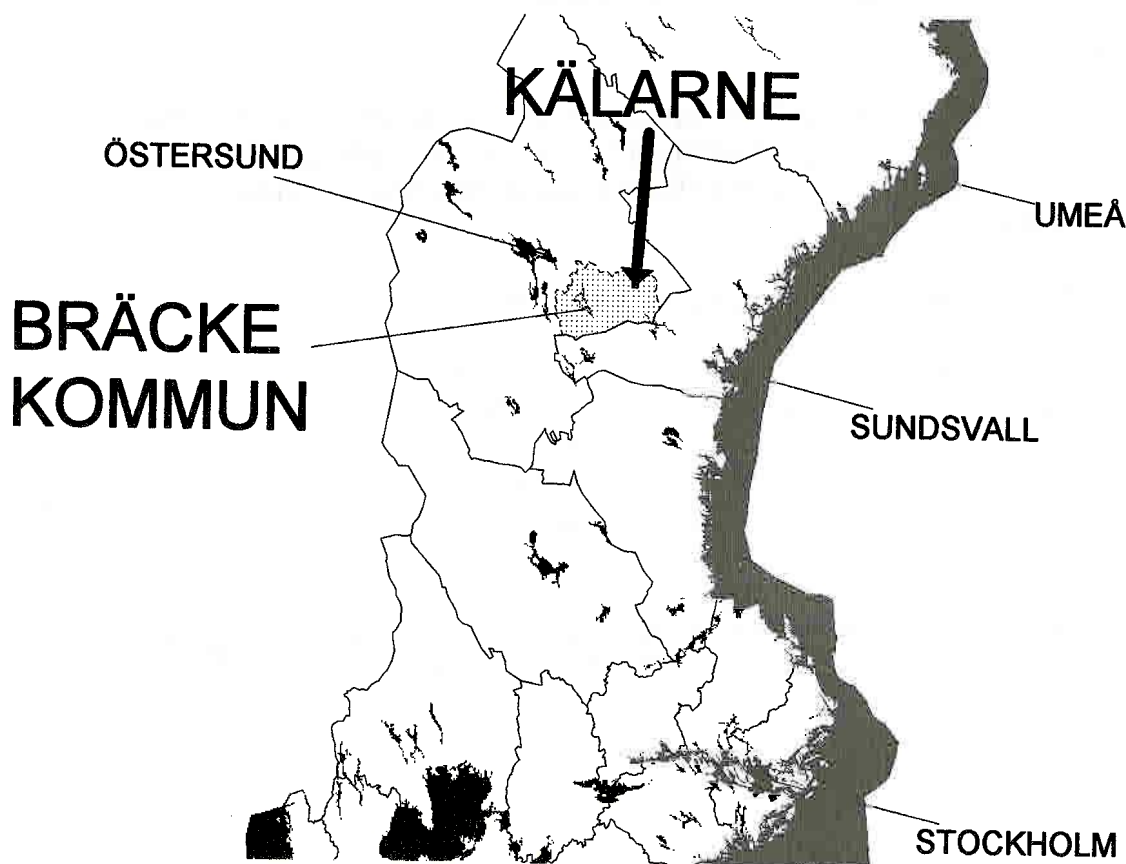 KÄLARNE
ÖSTERSUND
UMEÅ
BRÄCKE
KOMMUN
SUNDSVALL
STOCKHOLM